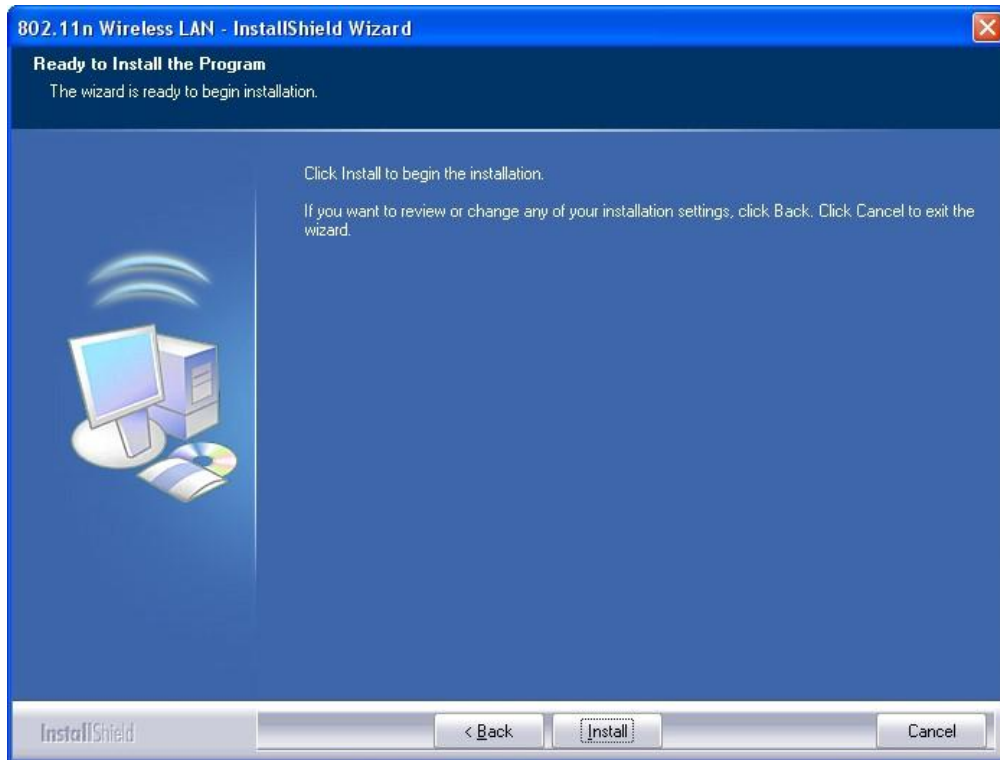 802.11n Wireless LAN - InstallShield Wizard
Ready to Install the Program
The wizard is ready to begin installation.
Click Install to begin the installation.
If you want to review or change any of your installation settings, click Back. Click Cancel to exit the
wizard.
InstallShield
< Back
Install
Cancel